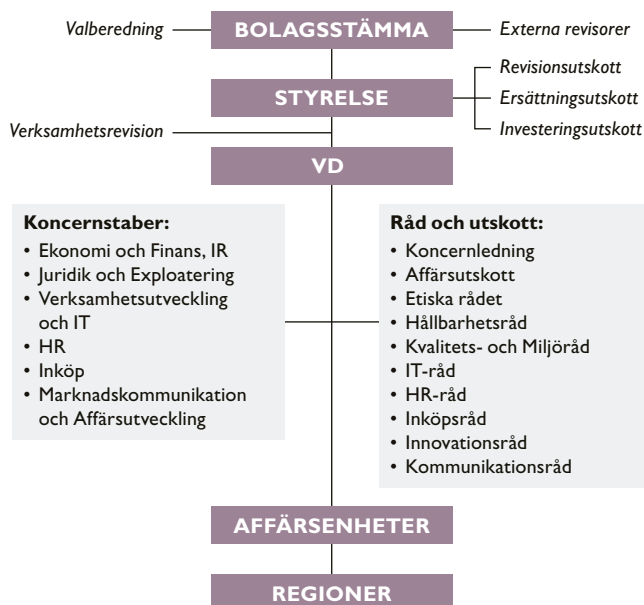 Valberedning
BOLAGSSTÄMMA
Externa revisorer
Revisionsutskott
STYRELSE
Ersättningsutskott
Investeringsutskott
Verksamhetsrevision
VD
Koncernstaber:
• Ekonomi och Finans, IR
• Juridik och Exploatering
• Verksamhetsutveckling
och IT
• HR
• Inköp
• Marknadskommunikation
och Affärsutveckling
Råd och utskott:
• Koncernledning
• Affärsutskott
• Etiska rådet
• Hållbarhetsråd
• Kvalitets- och Miljöråd
• IT-råd
• HR-råd
• Inköpsråd
• Innovationsråd
• Kommunikationsråd
AFFÄRSENHETER
REGIONER